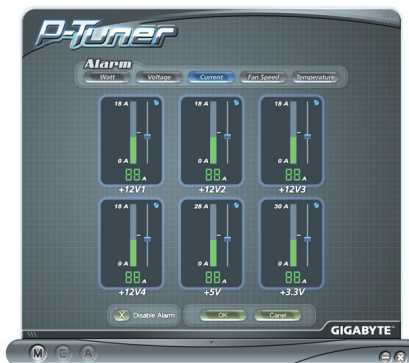 P-Tuner
Alarm
Watt Voltage Current Fan Speed Temperature
18 A 18 A 18 A
0 A 0 A 0 A
88 A 88 A 88 A
+12V1 +12V2 +12V3
18 A 28 A 30 A
0 A 0 A 0 A
88 A 88 A 88 A
+12V4 +5V +3.3V
X Disable Alarm OK Canel
GIGABYTE
M E A